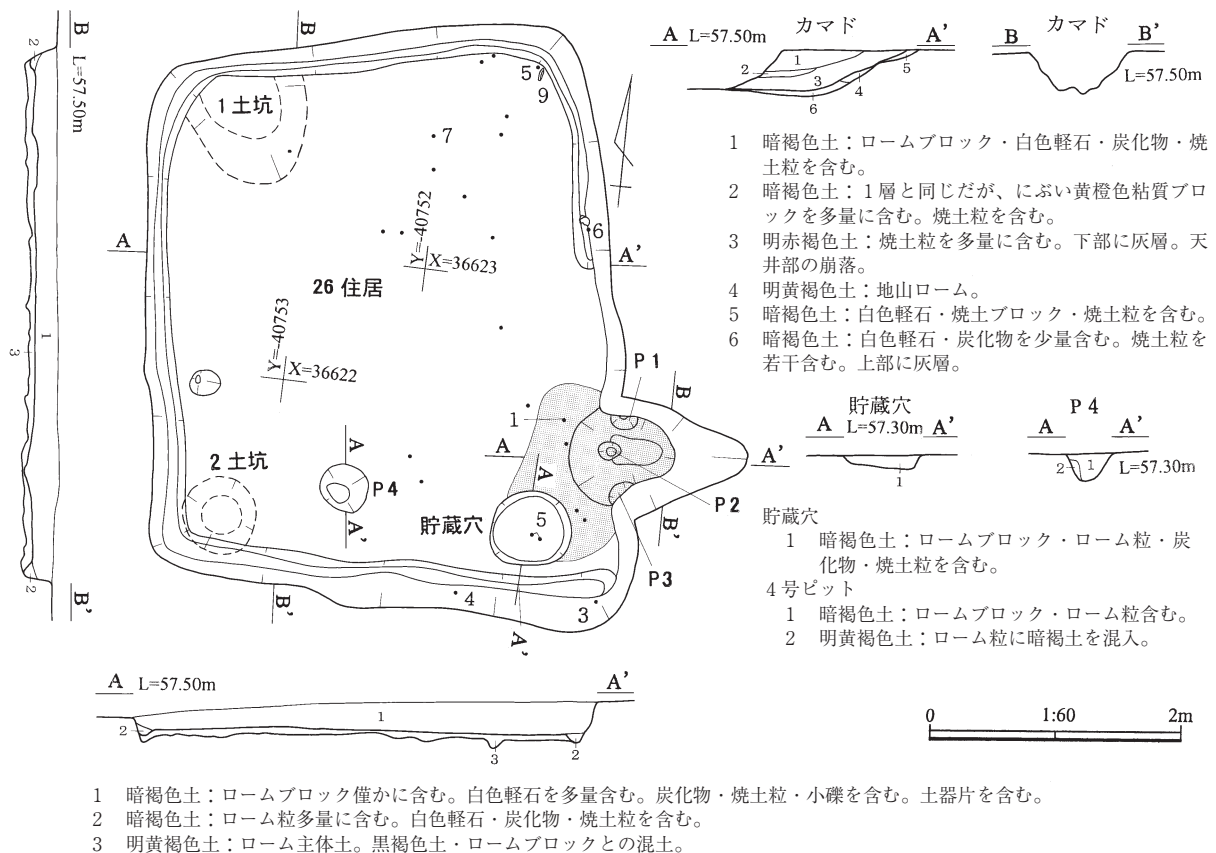 B
B
2
L=57.50m
1
3
2
B'
1土坑
5
9
7
Y=-40752
X=36623
6
A
A'
26 住居
Y=-40753
X=36622
P 1
B
1
A
A'
2土坑
A
P4
A'
貯蔵穴
A
5
P2
B'
P3
4
3
B'
A'
カマド
A L=57.50m A'
1
2
3
4
5
6
カマド
B B'
L=57.50m
1 暗褐色土：ロームブロック・白色軽石・炭化物・焼
土粒を含む。
2 暗褐色土：1層と同じだが、にぶい黄橙色粘質ブロ
ックを多量に含む。焼土粒を含む。
3 明赤褐色土：焼土粒を多量に含む。下部に灰層。天
井部の崩落。
4 明黄褐色土：地山ローム。
5 暗褐色土：白色軽石・焼土ブロック・焼土粒を含む。
6 暗褐色土：白色軽石・炭化物を少量含む。焼土粒を
若干含む。上部に灰層。
貯蔵穴
A L=57.30m A'
1
P 4
A A'
2 1 L=57.30m
貯蔵穴
1 暗褐色土：ロームブロック・ローム粒・炭
化物・焼土粒を含む。
4号ピット
1 暗褐色土：ロームブロック・ローム粒含む。
2 明黄褐色土：ローム粒に暗褐土を混入。
A L=57.50m A'
1
2
3
2
0 1:60 2m
1 暗褐色土：ロームブロック僅かに含む。白色軽石を多量含む。炭化物・焼土粒・小礫を含む。土器片を含む。
2 暗褐色土：ローム粒多量に含む。白色軽石・炭化物・焼土粒を含む。
3 明黄褐色土：ローム主体土。黒褐色土・ロームブロックとの混土。